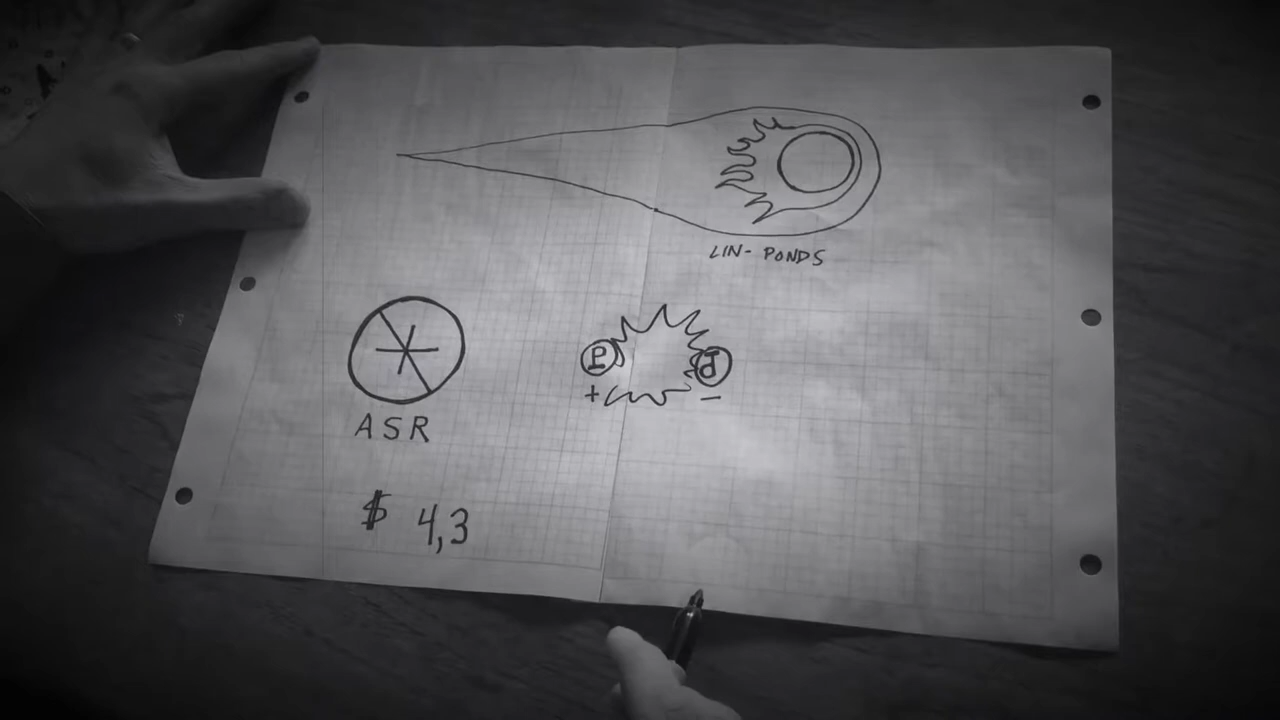 LIN- PONDS
P P
+ -
ASR
$ 4,3